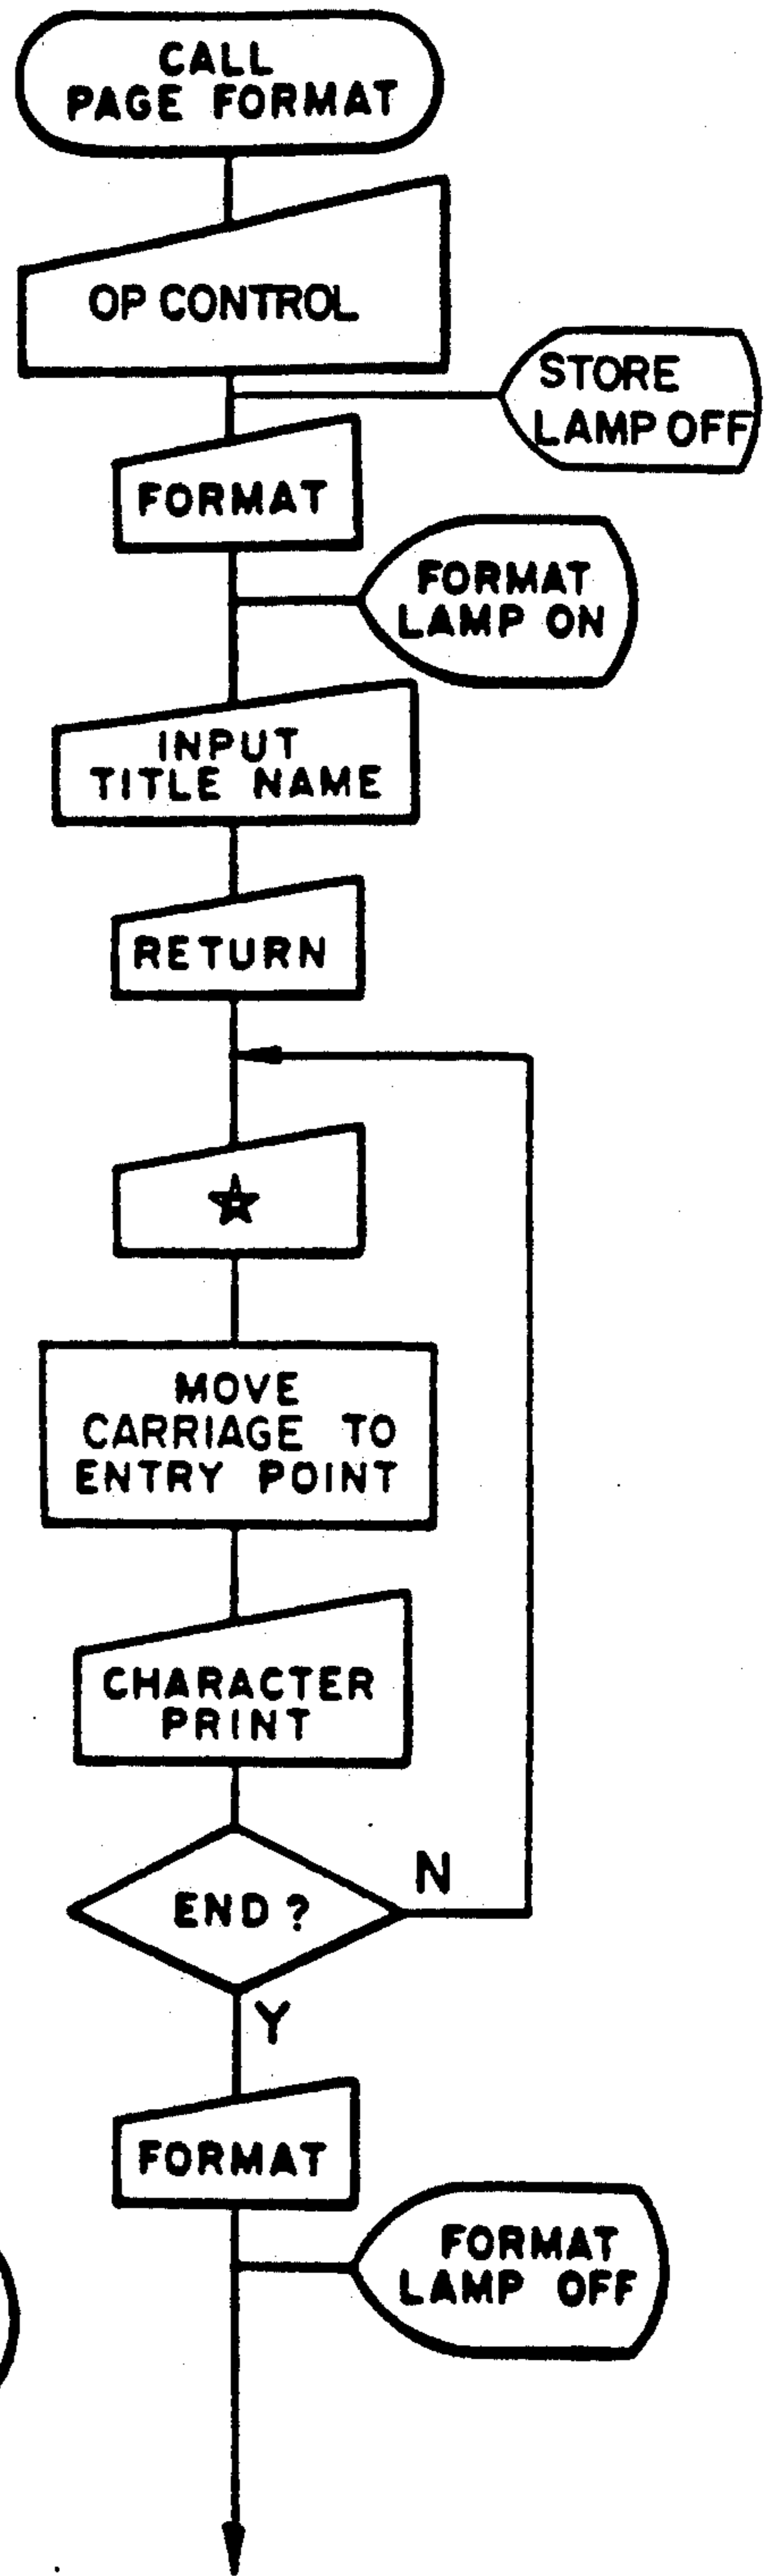 CALL
PAGE FORMAT
OP CONTROL
STORE
LAMP OFF
FORMAT
FORMAT
LAMP ON
INPUT
TITLE NAME
RETURN
☆
MOVE
CARRIAGE TO
ENTRY POINT
CHARACTER
PRINT
END?
N
Y
FORMAT
FORMAT
LAMP OFF